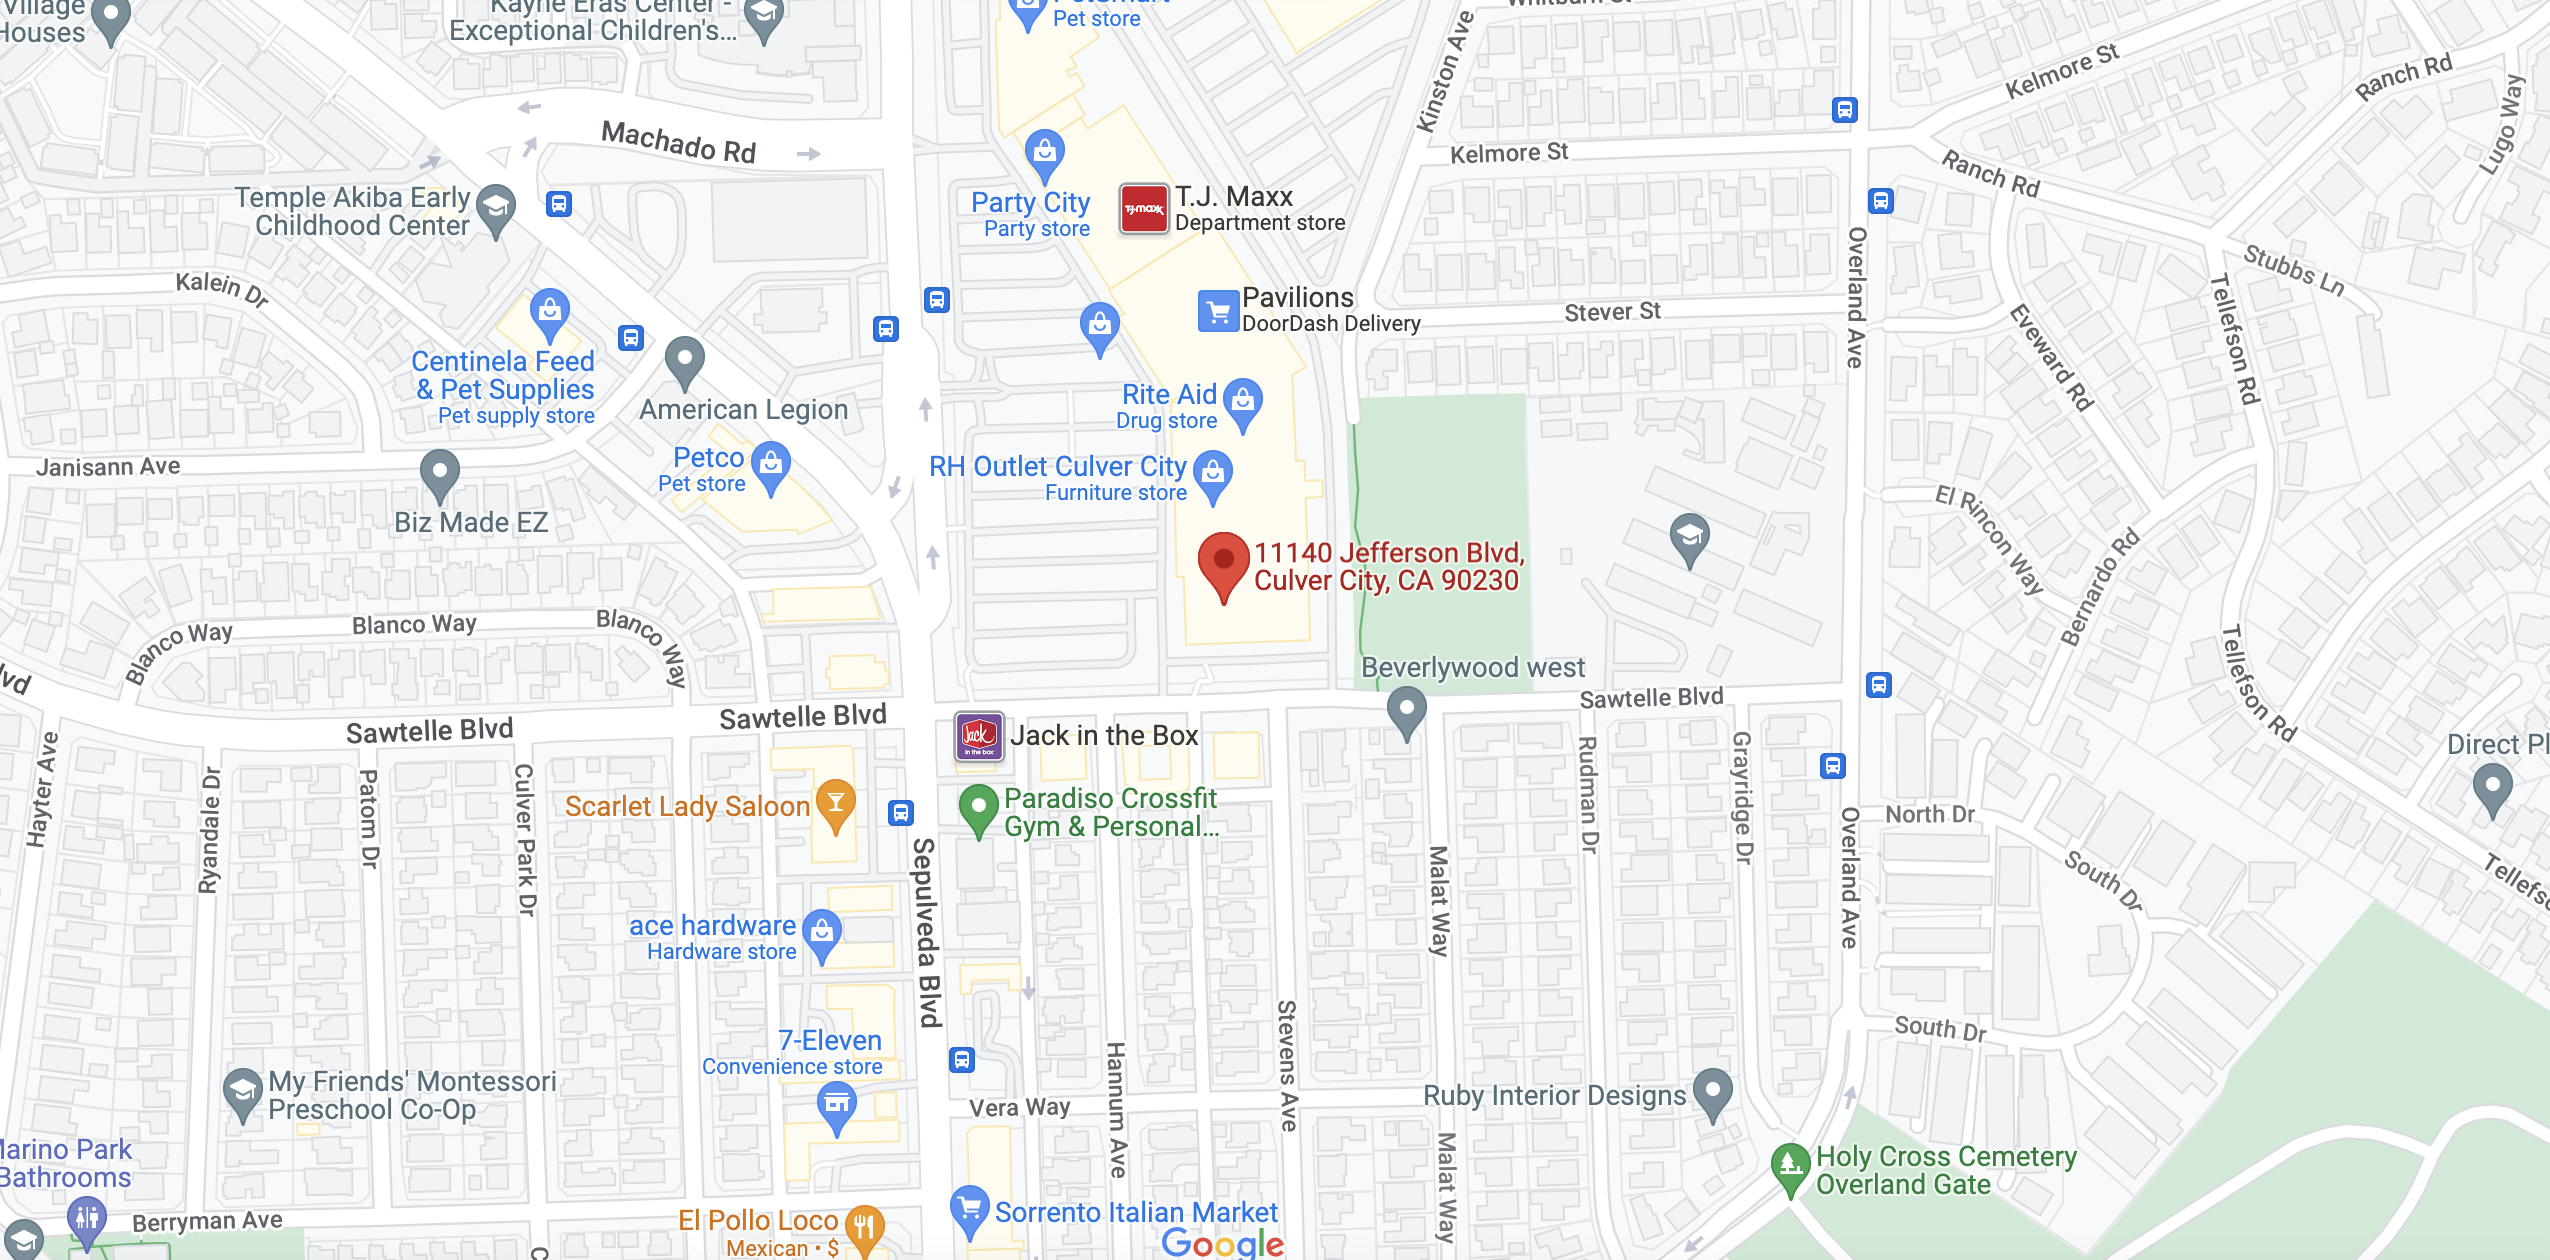 Village
Houses
Kayne Eras Center -
Exceptional Children's...
PetSmart
Pet store
Whitburn St
Kinston Ave
Kelmore St
Ranch Rd
Lugo Way
Machado Rd
Kelmore St
Ranch Rd
Temple Akiba Early
Childhood Center
Party City
Party store
TJ-maxx
T.J. Maxx
Department store
Overland Ave
Stubbs Ln
Kalein Dr
Pavilions
DoorDash Delivery
Stever St
Tellefson Rd
Eveward Rd
Centinela Feed
& Pet Supplies
Pet supply store
American Legion
Rite Aid
Drug store
Janisann Ave
Petco
Pet store
RH Outlet Culver City
Furniture store
Biz Made EZ
El Rincon Way
11140 Jefferson Blvd,
Culver City, CA 90230
Bernardo Rd
Blanco Way
Blanco Way
Blanco Way
lvd
Beverlywood west
Sawtelle Blvd
Tellefson Rd
Sawtelle Blvd
Sawtelle Blvd
Jack
in the box
Jack in the Box
Hayter Ave
Ryandale Dr
Patom Dr
Culver Park Dr
Rudman Dr
Grayridge Dr
Direct Pl
Scarlet Lady Saloon
Paradiso Crossfit
Gym & Personal...
Overland Ave
North Dr
South Dr
Tellefso
Sepulveda Blvd
Malat Way
ace hardware
Hardware store
Stevens Ave
South Dr
7-Eleven
Convenience store
Hannum Ave
My Friends' Montessori
Preschool Co-Op
Vera Way
Ruby Interior Designs
Marino Park
Bathrooms
Malat Way
Holy Cross Cemetery
Overland Gate
Berryman Ave
El Pollo Loco
Mexican • $
Sorrento Italian Market
Google
C